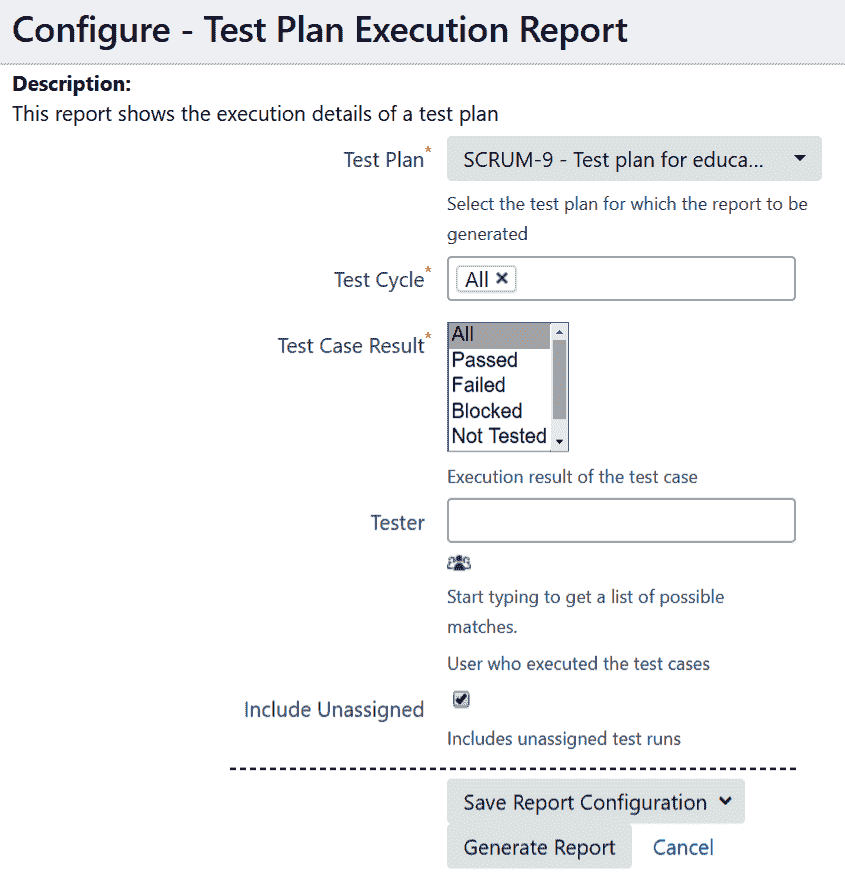 Configure - Test Plan Execution Report
Description:
This report shows the execution details of a test plan
Test Plan*
SCRUM-9 - Test plan for educa...
Select the test plan for which the report to be
generated
Test Cycle*
All ×
Test Case Result*
All
Passed
Failed
Blocked
Not Tested
Execution result of the test case
Tester
Start typing to get a list of possible
matches.
User who executed the test cases
Include Unassigned
Includes unassigned test runs
Save Report Configuration
Generate Report Cancel